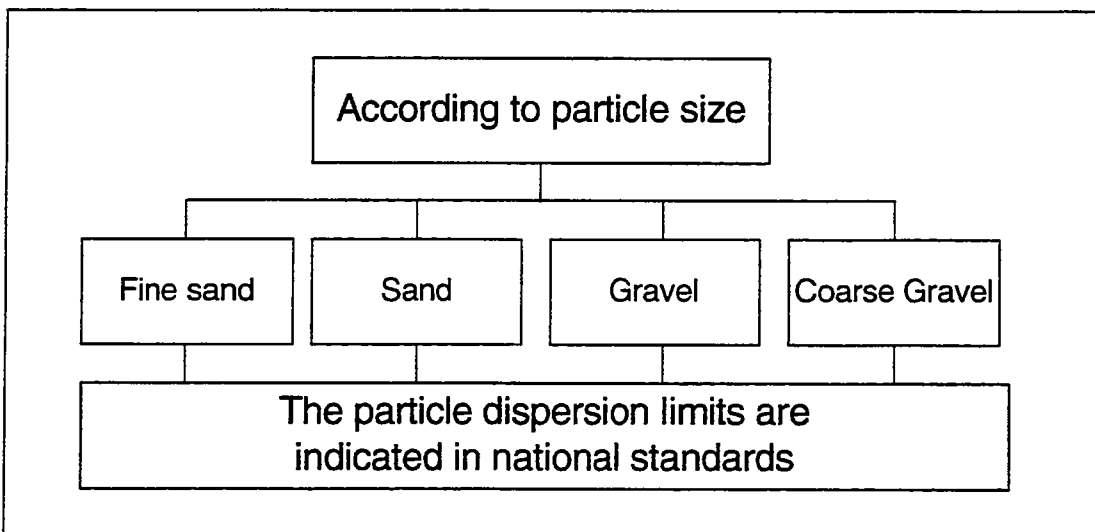 According to particle size
Fine sand
Sand
Gravel
Coarse Gravel
The particle dispersion limits are
indicated in national standards